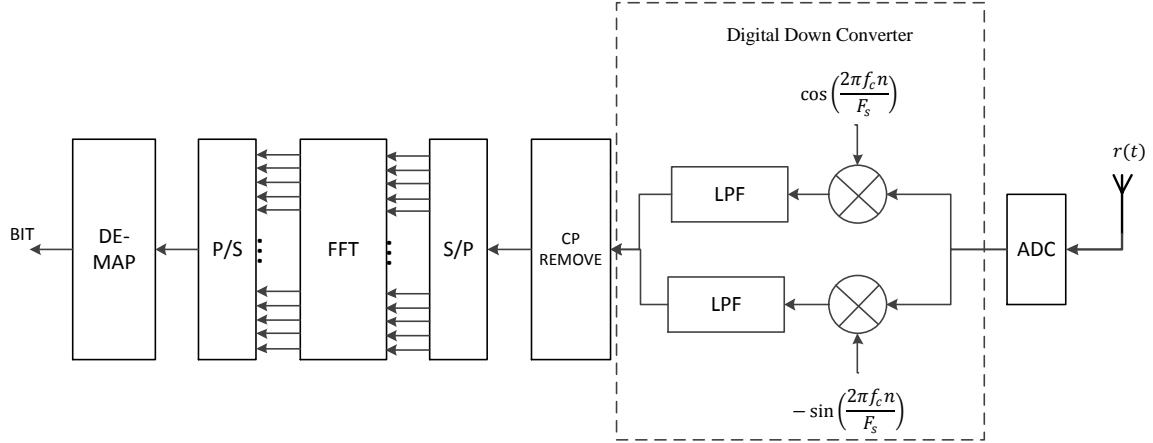 Digital Down Converter
cos(2πf_c n / F_s)
r(t)
LPF
BIT
DE-
MAP
P/S
FFT
S/P
CP
REMOVE
ADC
LPF
− sin(2πf_c n / F_s)